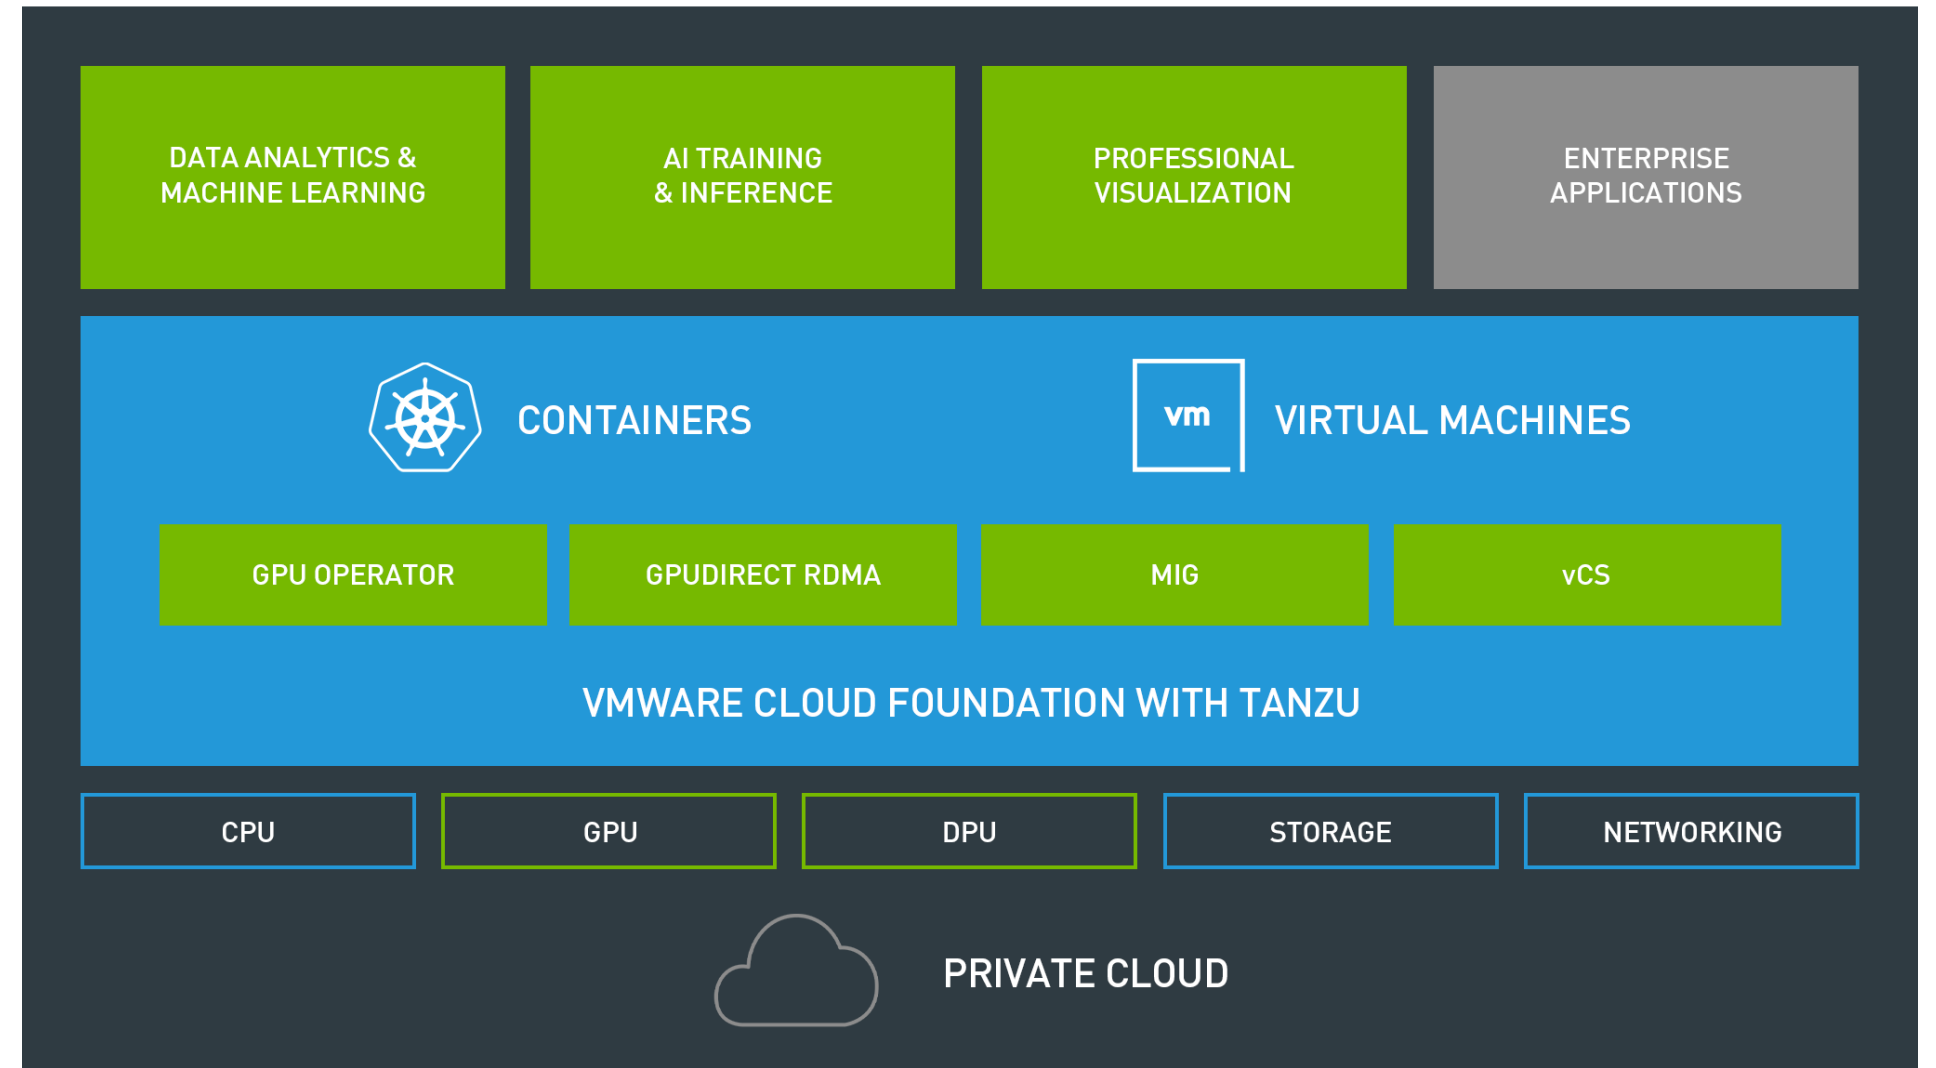 DATA ANALYTICS &
MACHINE LEARNING
AI TRAINING
& INFERENCE
PROFESSIONAL
VISUALIZATION
ENTERPRISE
APPLICATIONS
CONTAINERS
vm
VIRTUAL MACHINES
GPU OPERATOR
GPUDIRECT RDMA
MIG
vCS
VMWARE CLOUD FOUNDATION WITH TANZU
CPU
GPU
DPU
STORAGE
NETWORKING
PRIVATE CLOUD